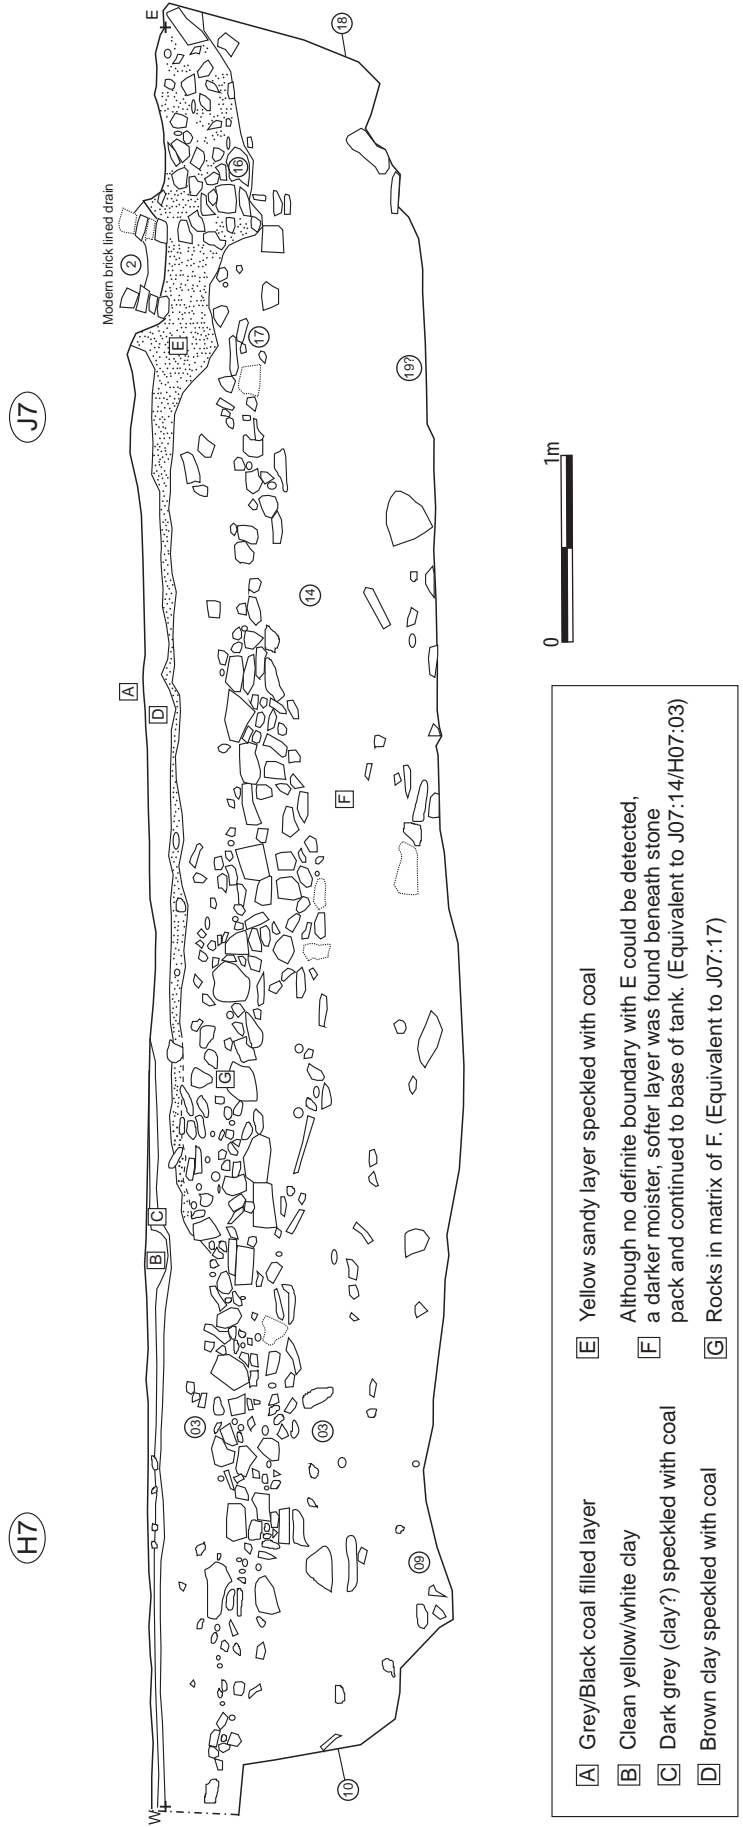 H7
J7
W
E
Modern brick lined drain
2
A
D
B
C
E
F
G
16
17
14
03
03
09
10
18
19?
0
1m
A Grey/Black coal filled layer
B Clean yellow/white clay
C Dark grey (clay?) speckled with coal
D Brown clay speckled with coal
E Yellow sandy layer speckled with coal
Although no definite boundary with E could be detected,
F a darker moister, softer layer was found beneath stone
pack and continued to base of tank. (Equivalent to J07:14/H07:03)
G Rocks in matrix of F. (Equivalent to J07:17)